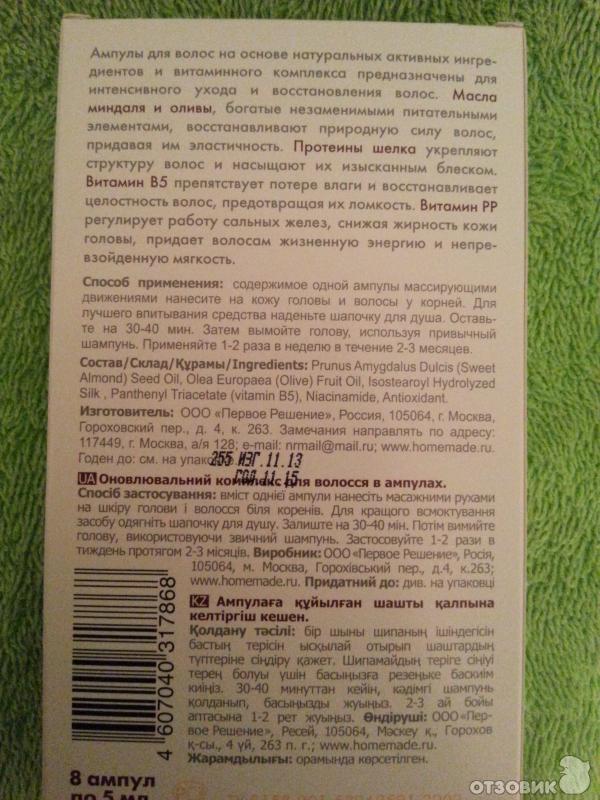 Ампулы для волос на основе натуральных активных ингре-
диентов и витаминного комплекса предназначены для
интенсивного ухода и восстановления волос. Масла
миндаля и оливы, богатые незаменимыми питательными
элементами, восстанавливают природную силу волос,
придавая им эластичность. Протеины шелка укрепляют
структуру волос и насыщают их изысканным блеском.
Витамин B5 препятствует потере влаги и восстанавливает
целостность волос, предотвращая их ломкость. Витамин PP
регулирует работу сальных желез, снижая жирность кожи
головы, придает волосам жизненную энергию и непре-
взойденную мягкость.
Способ применения: содержимое одной ампулы массирующими
движениями нанесите на кожу головы и волосы у корней. Для
лучшего впитывания средства наденьте шапочку для душа. Оставь-
те на 30-40 мин. Затем вымойте голову, используя привычный
шампунь. Применяйте 1-2 раза в неделю в течение 2-3 месяцев.
Состав/Склад/Құрамы/Ingredients: Prunus Amygdalus Dulcis (Sweet
Almond) Seed Oil, Olea Europaea (Olive) Fruit Oil, Isostearoyl Hydrolyzed
Silk , Panthenyl Triacetate (vitamin B5), Niacinamide, Antioxidant.
Изготовитель: ООО «Первое Решение», Россия, 105064, г. Москва,
Гороховский пер., д. 4, к. 263. Замечания направлять по адресу:
117449, г. Москва, а/я 128; e-mail: nrmail@mail.ru; www.homemade.ru.
Годен до: см. на упаковке
255 ИЗГ.11.13
ГОД.11.15
UA Оновлювальний комплекс для волосся в ампулах.
Спосіб застосування: вміст однієї ампули нанесіть масажними рухами
на шкіру голови і волосся біля коренів. Для кращого всмоктування
засобу одягніть шапочку для душу. Залиште на 30-40 мін. Потім вимийте
голову, використовуючи звичний шампунь. Застосовуйте 1-2 рази в
тиждень протягом 2-3 місяців. Виробник: ООО «Первое Решение», Росія,
105064, м. Москва, Горохівський пер., д.4, к.263;
www.homemade.ru. Придатний до: див. на упаковці
KZ Ампулаға құйылған шашты қалпына
келтіргіш кешен.
Қолдану тәсілі: бір шыны шипаның ішіндегісін
бастың терісін ысқылай отырып шаштардың
түптеріне сіңдіру қажет. Шипамайдың теріге сіңуі
терең болуы үшін басыңызға резеңке баскиім
киіңіз. 30-40 минуттан кейін, кәдімгі шампунь
қолданып, басыңызды жуыңыз. 2-3 ай бойы
аптасына 1-2 рет жуыңыз. Өндіруші: ООО «Пер-
вое Решение», Ресей, 105064, Мәскеу қ., Горохов
қ-сы., 4 үй, 263 п. г.; www.homemade.ru.
Жарамдылығы: орамында көрсетілген.
4 607040 317868
8 ампул
по 5 мл
ОТЗОВИК